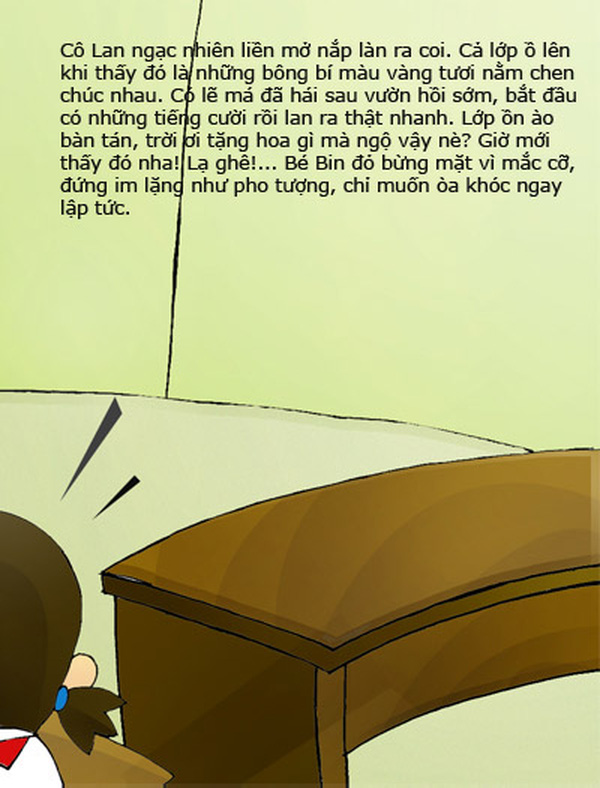 Cô Lan ngạc nhiên liền mở nắp làn ra coi. Cả lớp ồ lên
khi thấy đó là những bông bí màu vàng tươi nằm chen
chúc nhau. Có lẽ má đã hái sau vườn hồi sớm, bắt đầu
có những tiếng cười rồi lan ra thật nhanh. Lớp ồn ào
bàn tán, trời ơi tặng hoa gì mà ngộ vậy nè? Giờ mới
thấy đó nha! Lạ ghê!... Bé Bin đỏ bừng mặt vì mắc cỡ,
đứng im lặng như pho tượng, chỉ muốn òa khóc ngay
lập tức.